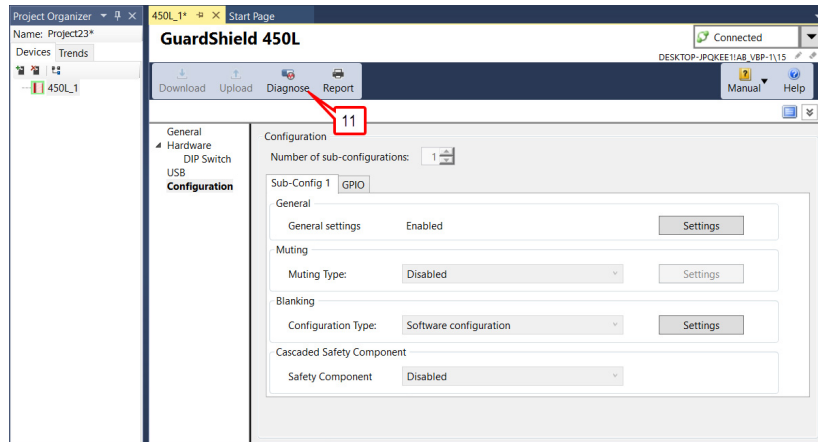 Project Organizer
Name: Project23*
Devices Trends
450L_1
450L_1* Start Page
GuardShield 450L
Connected
DESKTOP-JPQKEE1!AB_VBP-1\15
Download Upload Diagnose Report
Manual Help
11
General
Hardware
DIP Switch
USB
Configuration
Configuration
Number of sub-configurations: 1
Sub-Config 1 GPIO
General
General settings Enabled Settings
Muting
Muting Type: Disabled Settings
Blanking
Configuration Type: Software configuration Settings
Cascaded Safety Component
Safety Component Disabled